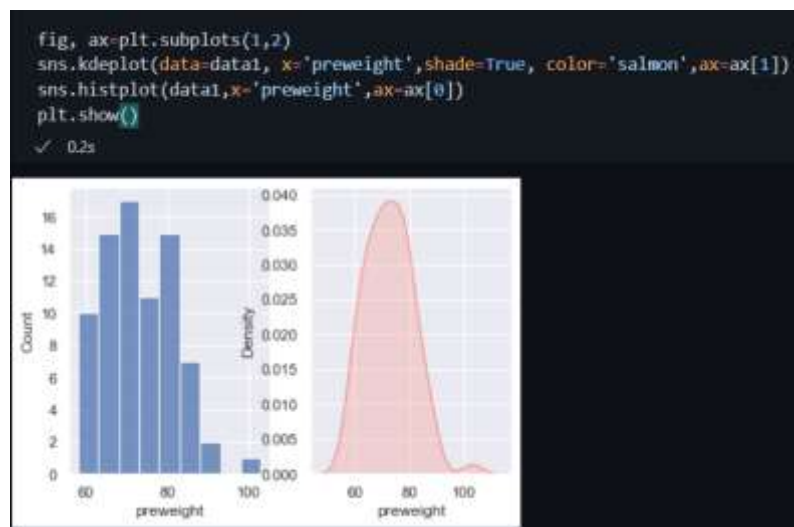 fig, ax=plt.subplots(1,2)
sns.kdeplot(data=data1, x='preweight',shade=True, color='salmon',ax=ax[1])
sns.histplot(data1,x='preweight',ax=ax[0])
plt.show()
✓ 0.2s
16
14
12
10
8
6
4
2
0
Count
60 80 100
preweight
0.040
0.035
0.030
0.025
0.020
0.015
0.010
0.005
0.000
Density
60 80 100
preweight